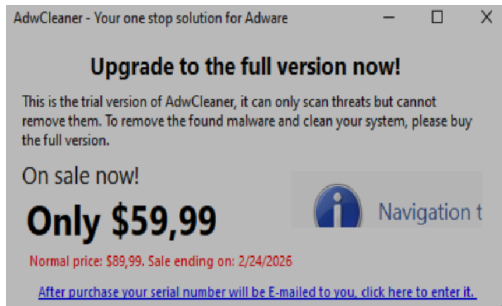 AdwCleaner - Your one stop solution for Adware
Upgrade to the full version now!
This is the trial version of AdwCleaner, it can only scan threats but cannot
remove them. To remove the found malware and clean your system, please buy
the full version.
On sale now!
Only $59,99
Navigation t
Normal price: $89,99. Sale ending on: 2/24/2026
After purchase your serial number will be E-mailed to you, click here to enter it.